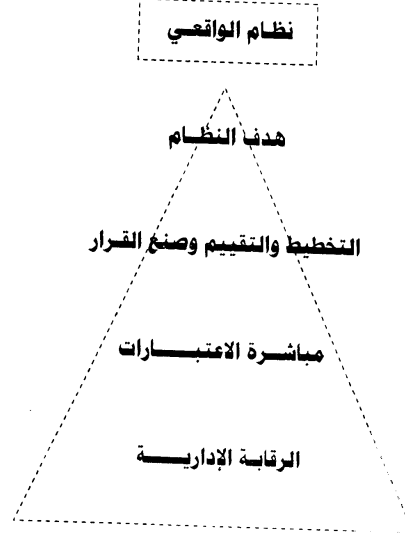 نظام الواقعي
هدف النظام
التخطيط والتقييم وصنع القرار
مباشرة الاعتبارات
الرقابة الإدارية